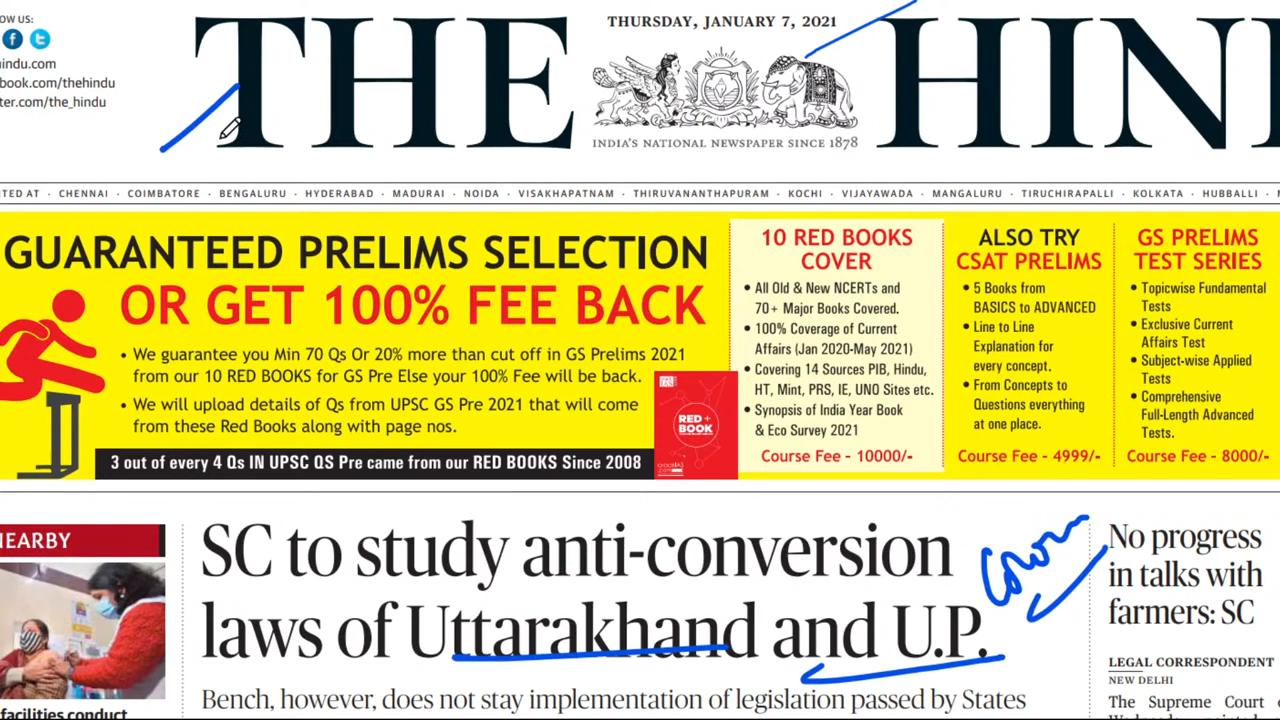 OW US:
THURSDAY, JANUARY 7, 2021
THE HIN
indu.com
book.com/thehindu
ter.com/the_hindu
INDIA'S NATIONAL NEWSPAPER SINCE 1878
TED AT · CHENNAI · COIMBATORE · BENGALURU · HYDERABAD · MADURAI · NOIDA · VISAKHAPATNAM · THIRUVANANTHAPURAM · KOCHI · VIJAYAWADA · MANGALURU · TIRUCHIRAPALLI · KOLKATA · HUBBALLI ·
GUARANTEED PRELIMS SELECTION
OR GET 100% FEE BACK
• We guarantee you Min 70 Qs Or 20% more than cut off in GS Prelims 2021
from our 10 RED BOOKS for GS Pre Else your 100% Fee will be back.
• We will upload details of Qs from UPSC GS Pre 2021 that will come
from these Red Books along with page nos.
3 out of every 4 Qs IN UPSC QS Pre came from our RED BOOKS Since 2008
RED+
BOOK
10 RED BOOKS
COVER
• All Old & New NCERTs and
70+ Major Books Covered.
• 100% Coverage of Current
Affairs (Jan 2020-May 2021)
• Covering 14 Sources PIB, Hindu,
HT, Mint, PRS, IE, UNO Sites etc.
• Synopsis of India Year Book
& Eco Survey 2021
Course Fee - 10000/-
ALSO TRY
CSAT PRELIMS
• 5 Books from
BASICS to ADVANCED
• Line to Line
Explanation for
every concept.
• From Concepts to
Questions everything
at one place.
Course Fee - 4999/-
GS PRELIMS
TEST SERIES
• Topicwise Fundamental
Tests
• Exclusive Current
Affairs Test
• Subject-wise Applied
Tests
• Comprehensive
Full-Length Advanced
Tests.
Course Fee - 8000/-
NEARBY
facilities conduct
SC to study anti-conversion
laws of Uttarakhand and U.P.
Bench, however, does not stay implementation of legislation passed by States
No progress
in talks with
farmers: SC
LEGAL CORRESPONDENT
NEW DELHI
The Supreme Court